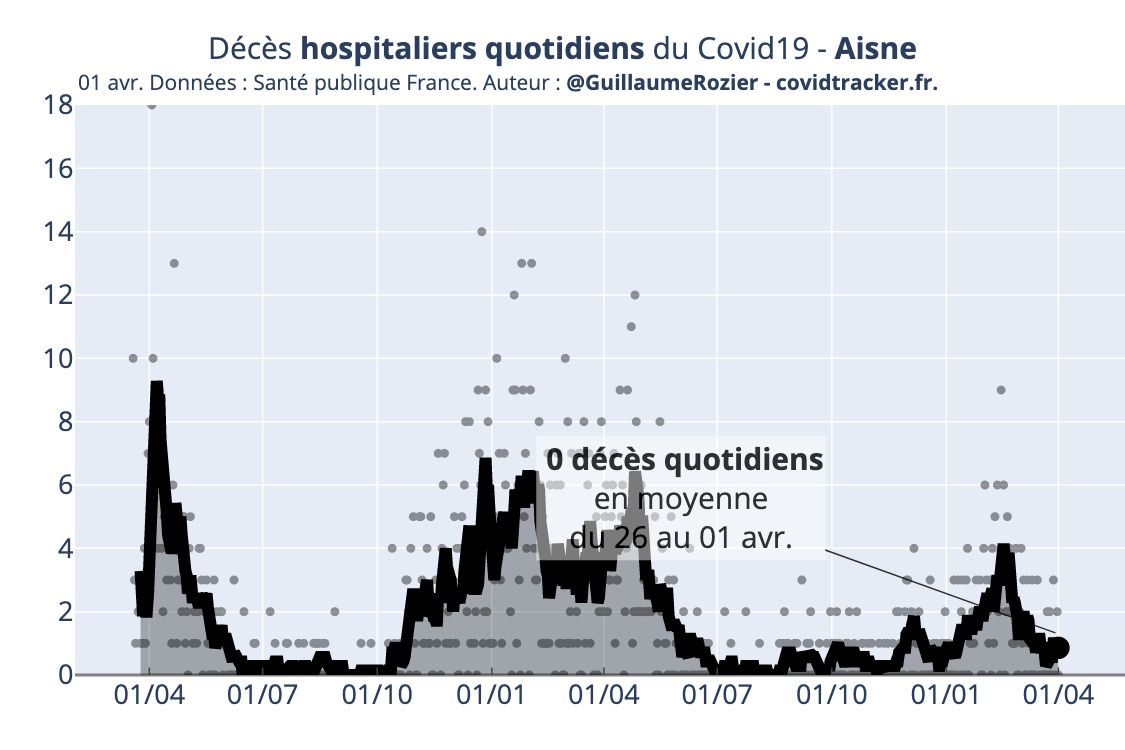 Décès hospitaliers quotidiens du Covid19 - Aisne
01 avr. Données : Santé publique France. Auteur : @GuillaumeRozier - covidtracker.fr.
18
16
14
12
10
8
6
4
2
0
0 décès quotidiens
en moyenne
du 26 au 01 avr.
01/04 01/07 01/10 01/01 01/04 01/07 01/10 01/01 01/04